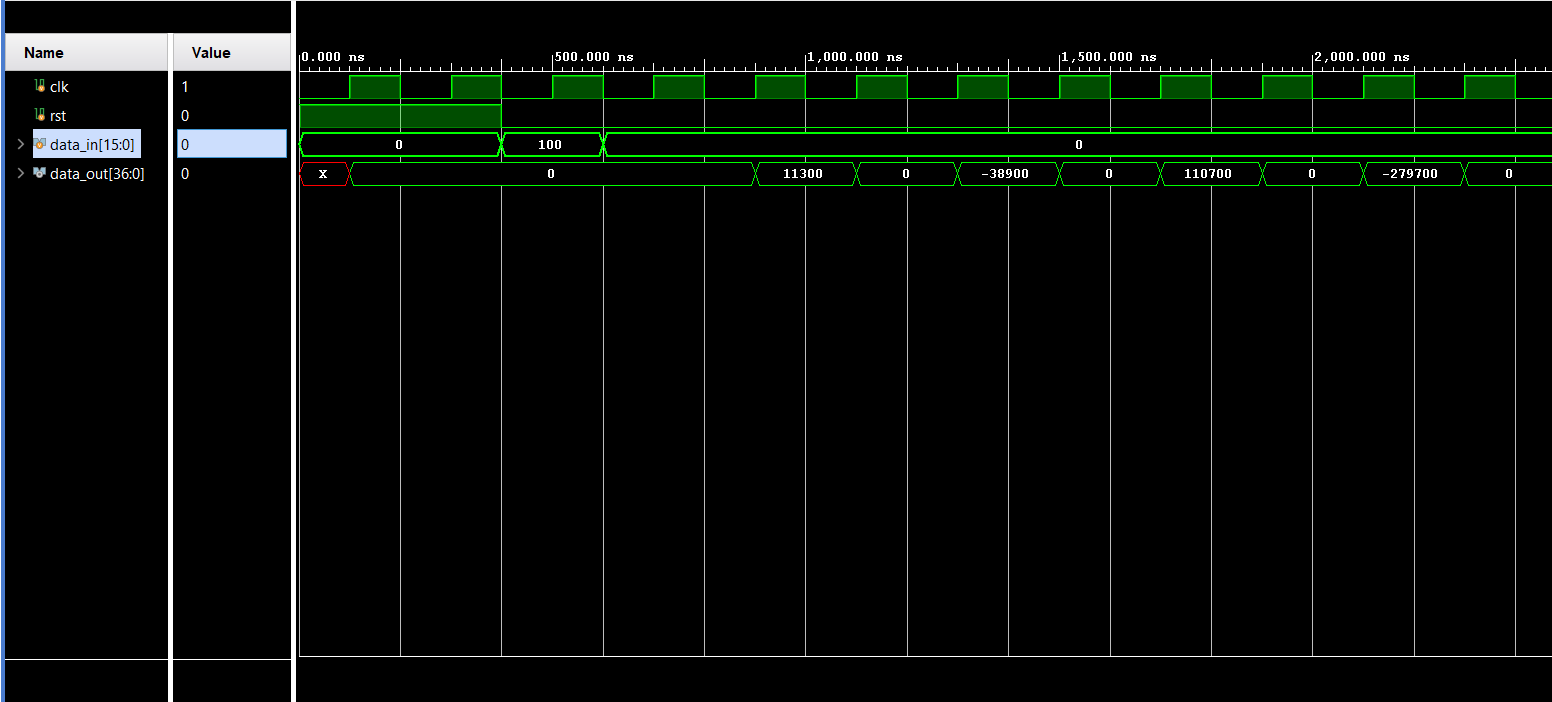 Name Value
0.000 ns 500.000 ns 1,000.000 ns 1,500.000 ns 2,000.000 ns
clk 1
rst 0
data_in[15:0] 0 0 100 0
data_out[36:0] 0 X 0 11300 0 -38900 0 110700 0 -279700 0